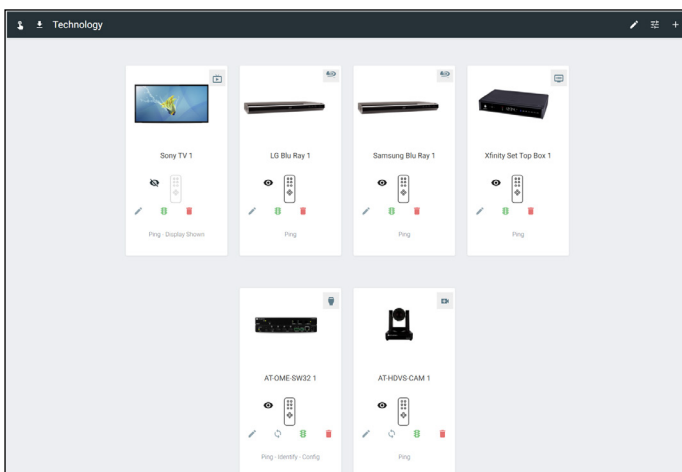 Technology
Sony TV 1
LG Blu Ray 1
Samsung Blu Ray 1
Xfinity Set Top Box 1
Ping - Display Shown
Ping
Ping
Ping
AT-OME-SW32 1
AT-HDVS-CAM 1
Ping - Identify - Config
Ping